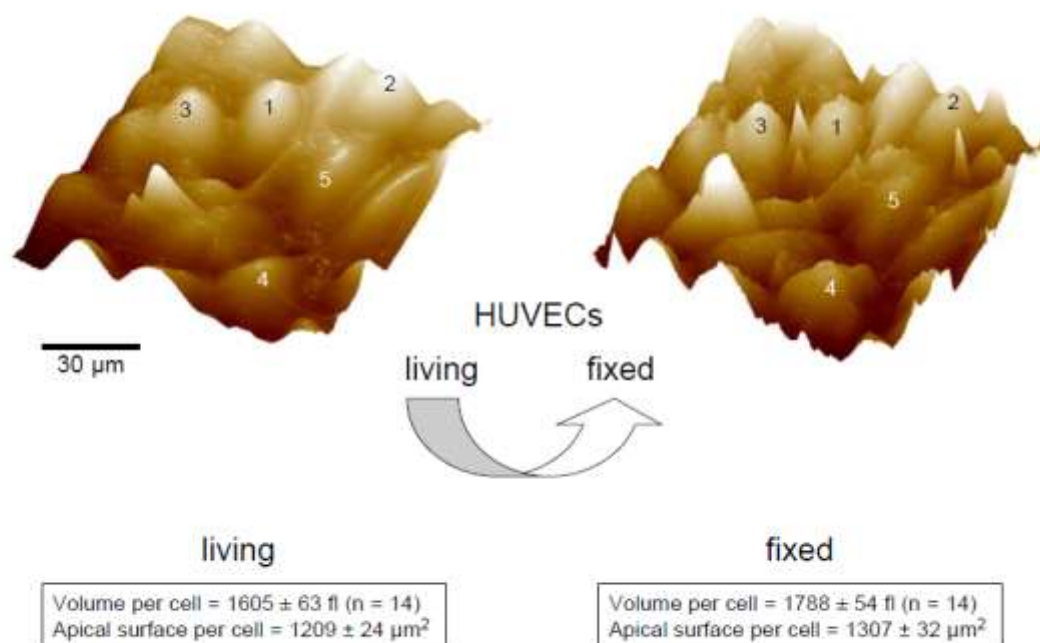 3
1
2
5
4
3
1
2
5
4
30 µm
HUVECs
living
fixed
living
fixed
Volume per cell = 1605 ± 63 fl (n = 14)
Apical surface per cell = 1209 ± 24 µm²
Volume per cell = 1788 ± 54 fl (n = 14)
Apical surface per cell = 1307 ± 32 µm²